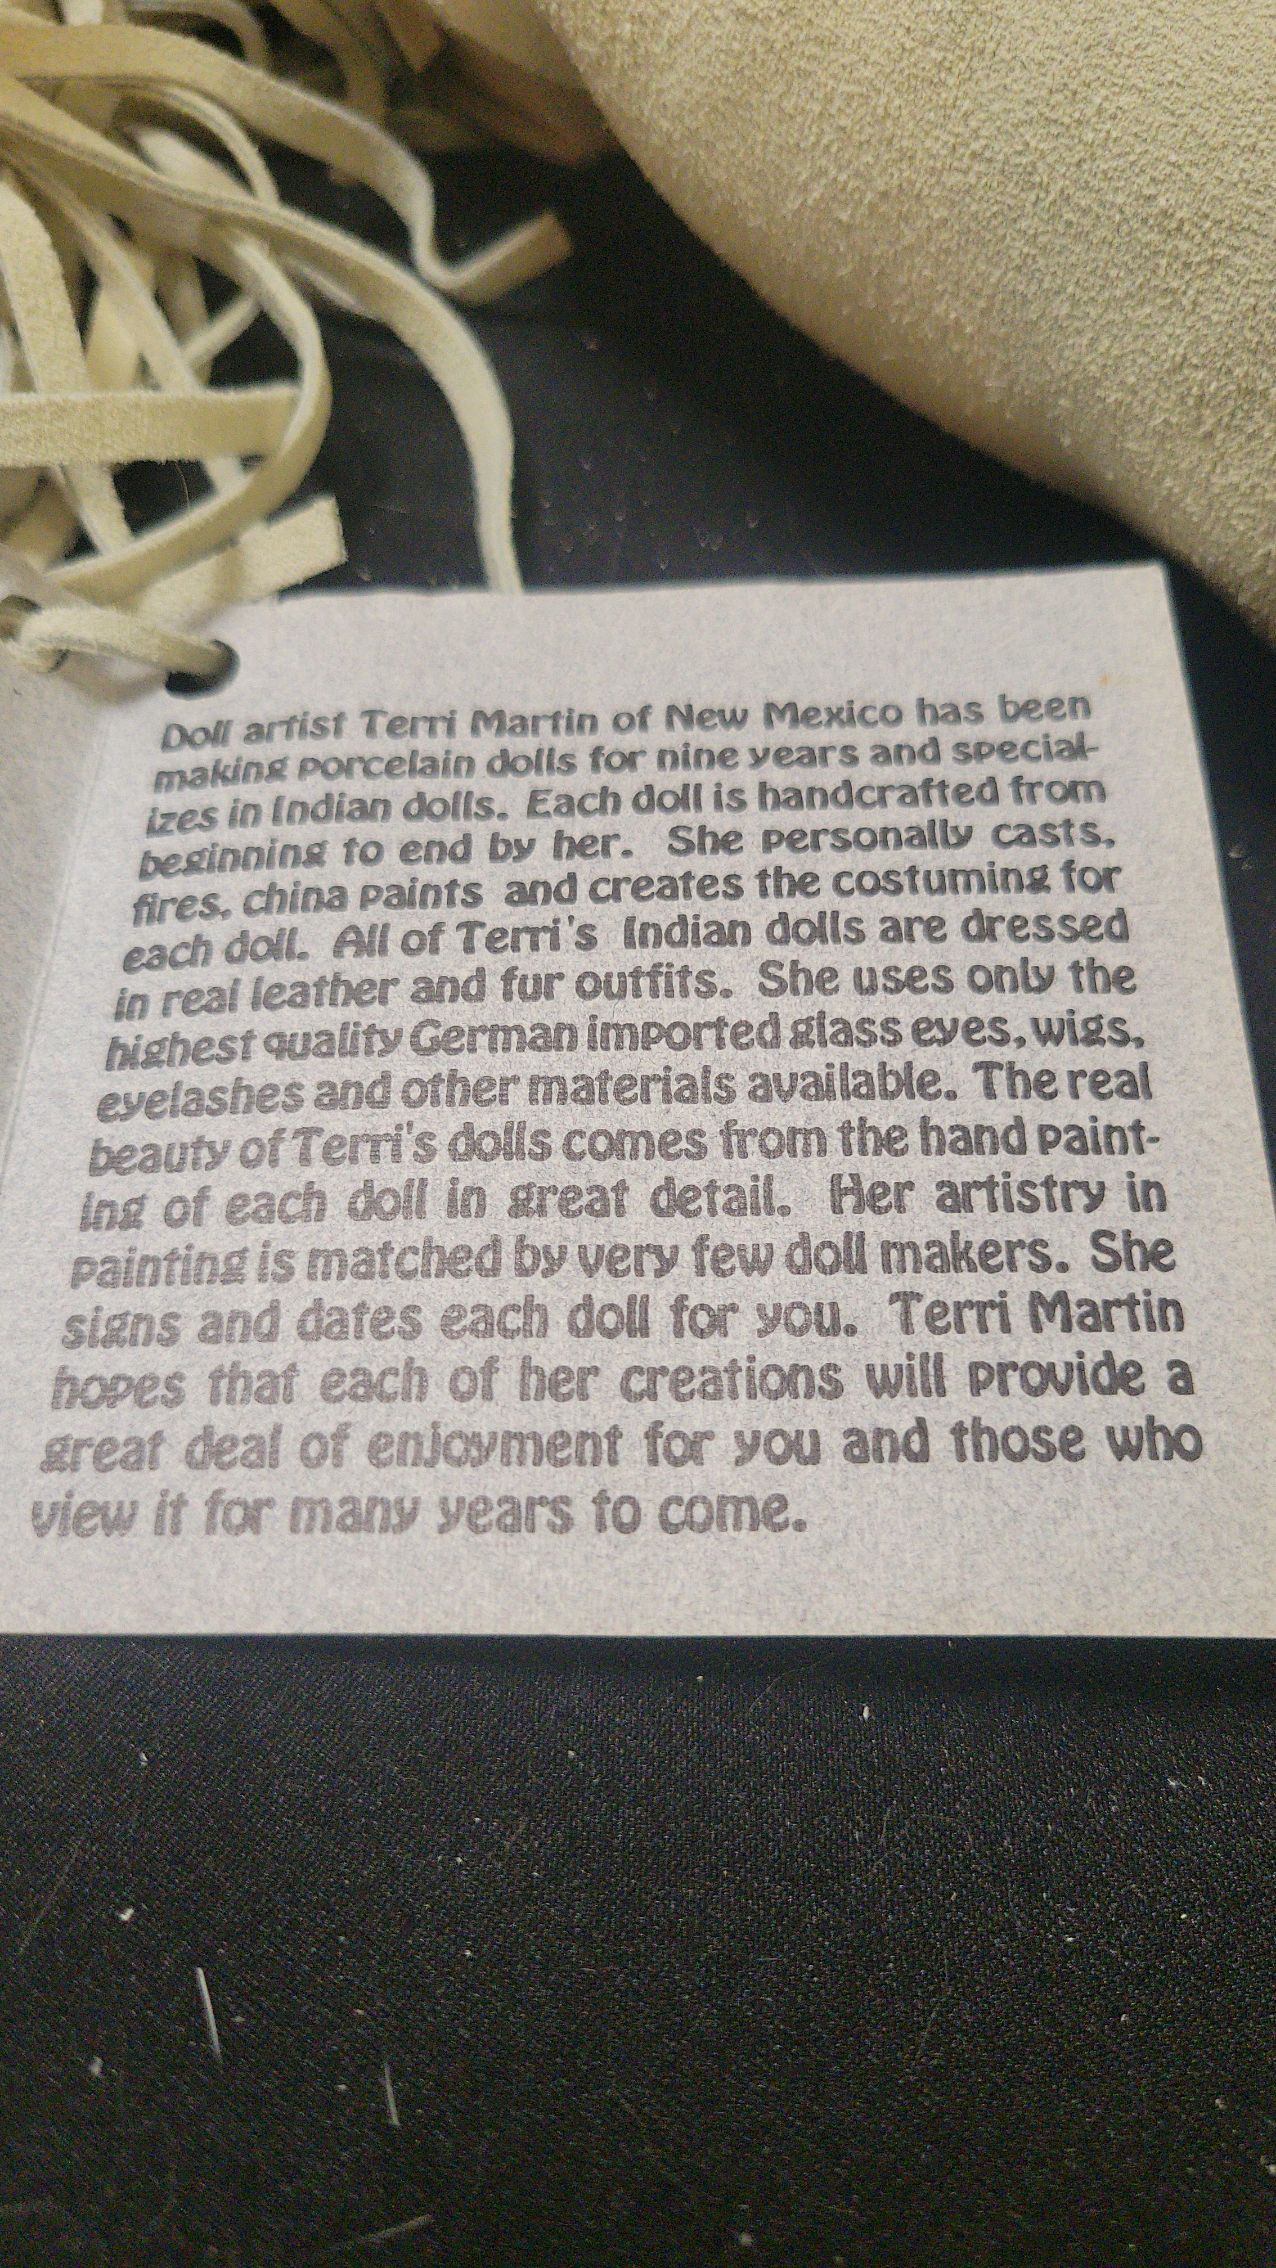 Doll artist Terri Martin of New Mexico has been
making porcelain dolls for nine years and special-
izes in Indian dolls. Each doll is handcrafted from
beginning to end by her. She personally casts,
fires, china paints and creates the costuming for
each doll. All of Terri's Indian dolls are dressed
in real leather and fur outfits. She uses only the
highest quality German imported glass eyes, wigs,
eyelashes and other materials available. The real
beauty of Terri's dolls comes from the hand paint-
ing of each doll in great detail. Her artistry in
painting is matched by very few doll makers. She
signs and dates each doll for you. Terri Martin
hopes that each of her creations will provide a
great deal of enjoyment for you and those who
view it for many years to come.